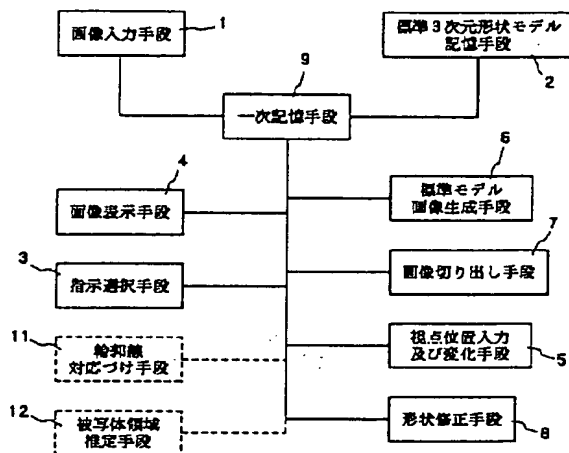 1
画像入力手段
標準3次元形状モデル
記憶手段
2
9
一次記憶手段
4
画像表示手段
6
標準モデル
画像生成手段
3
指示選択手段
7
画像切り出し手段
11
輪郭線
対応づけ手段
視点位置入力
及び変化手段
5
12
被写体領域
推定手段
形状修正手段
8